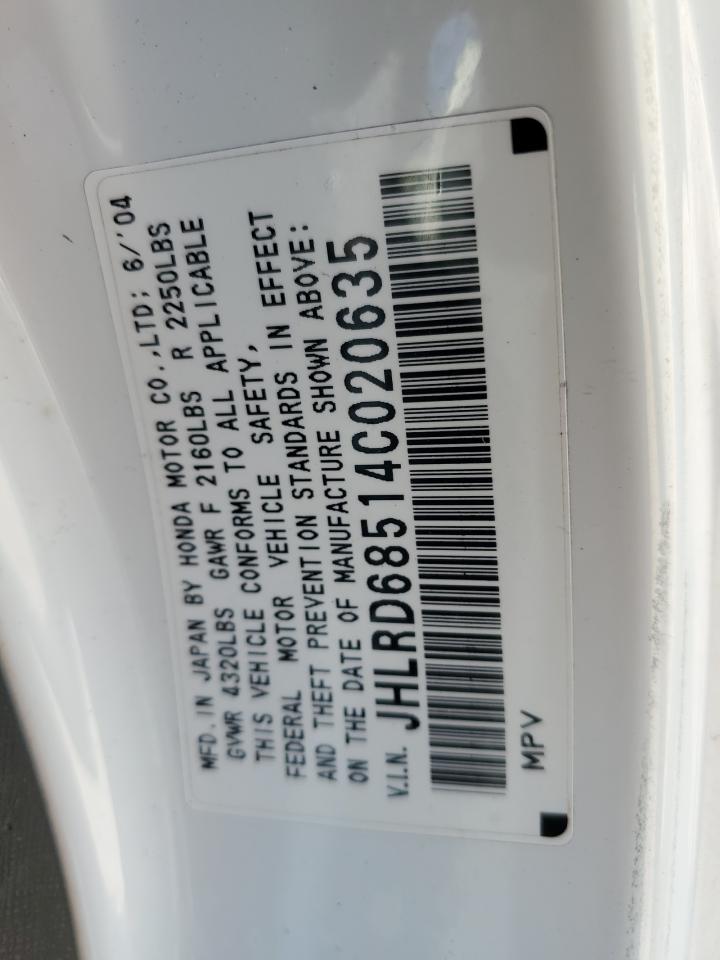 MFD. IN JAPAN BY HONDA MOTOR CO.,LTD; 6/'04
GVWR 4320LBS GAWR F 2160LBS R 2250LBS
THIS VEHICLE CONFORMS TO ALL APPLICABLE
FEDERAL MOTOR VEHICLE SAFETY,
AND THEFT PREVENTION STANDARDS IN EFFECT
ON THE DATE OF MANUFACTURE SHOWN ABOVE:
V.I.N. JHLRD68514C020635
MPV